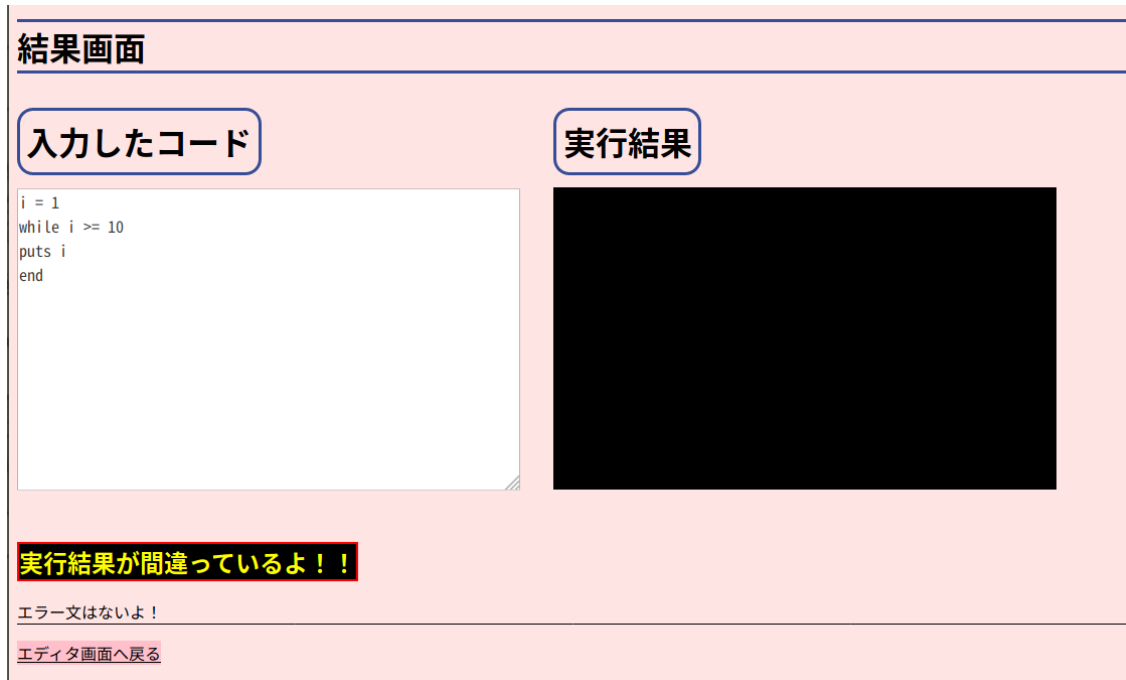 結果画面
入力したコード
実行結果
i = 1
while i >= 10
puts i
end
実行結果が間違っているよ！！
エラー文はないよ！
エディタ画面へ戻る